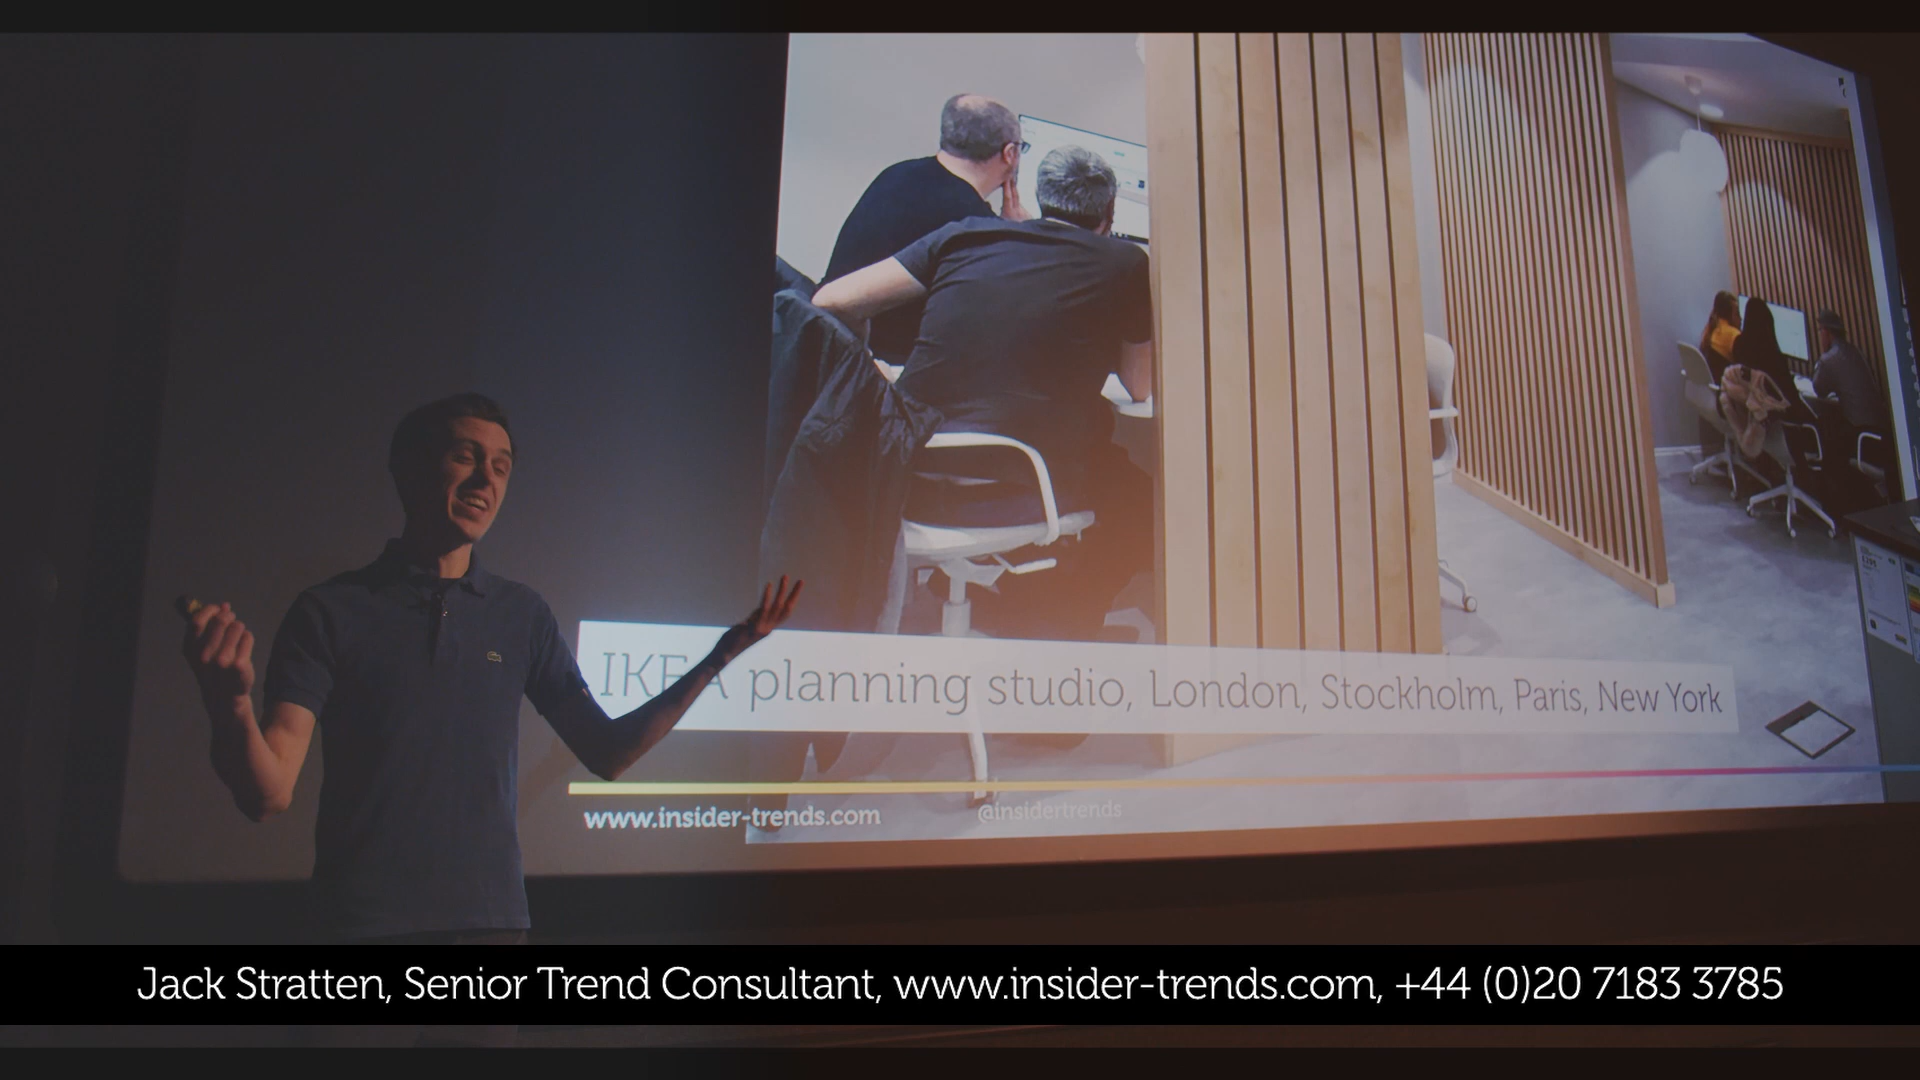 IKEA planning studio, London, Stockholm, Paris, New York
www.insider-trends.com
@insidertrends
Jack Stratten, Senior Trend Consultant, www.insider-trends.com, +44 (0)20 7183 3785